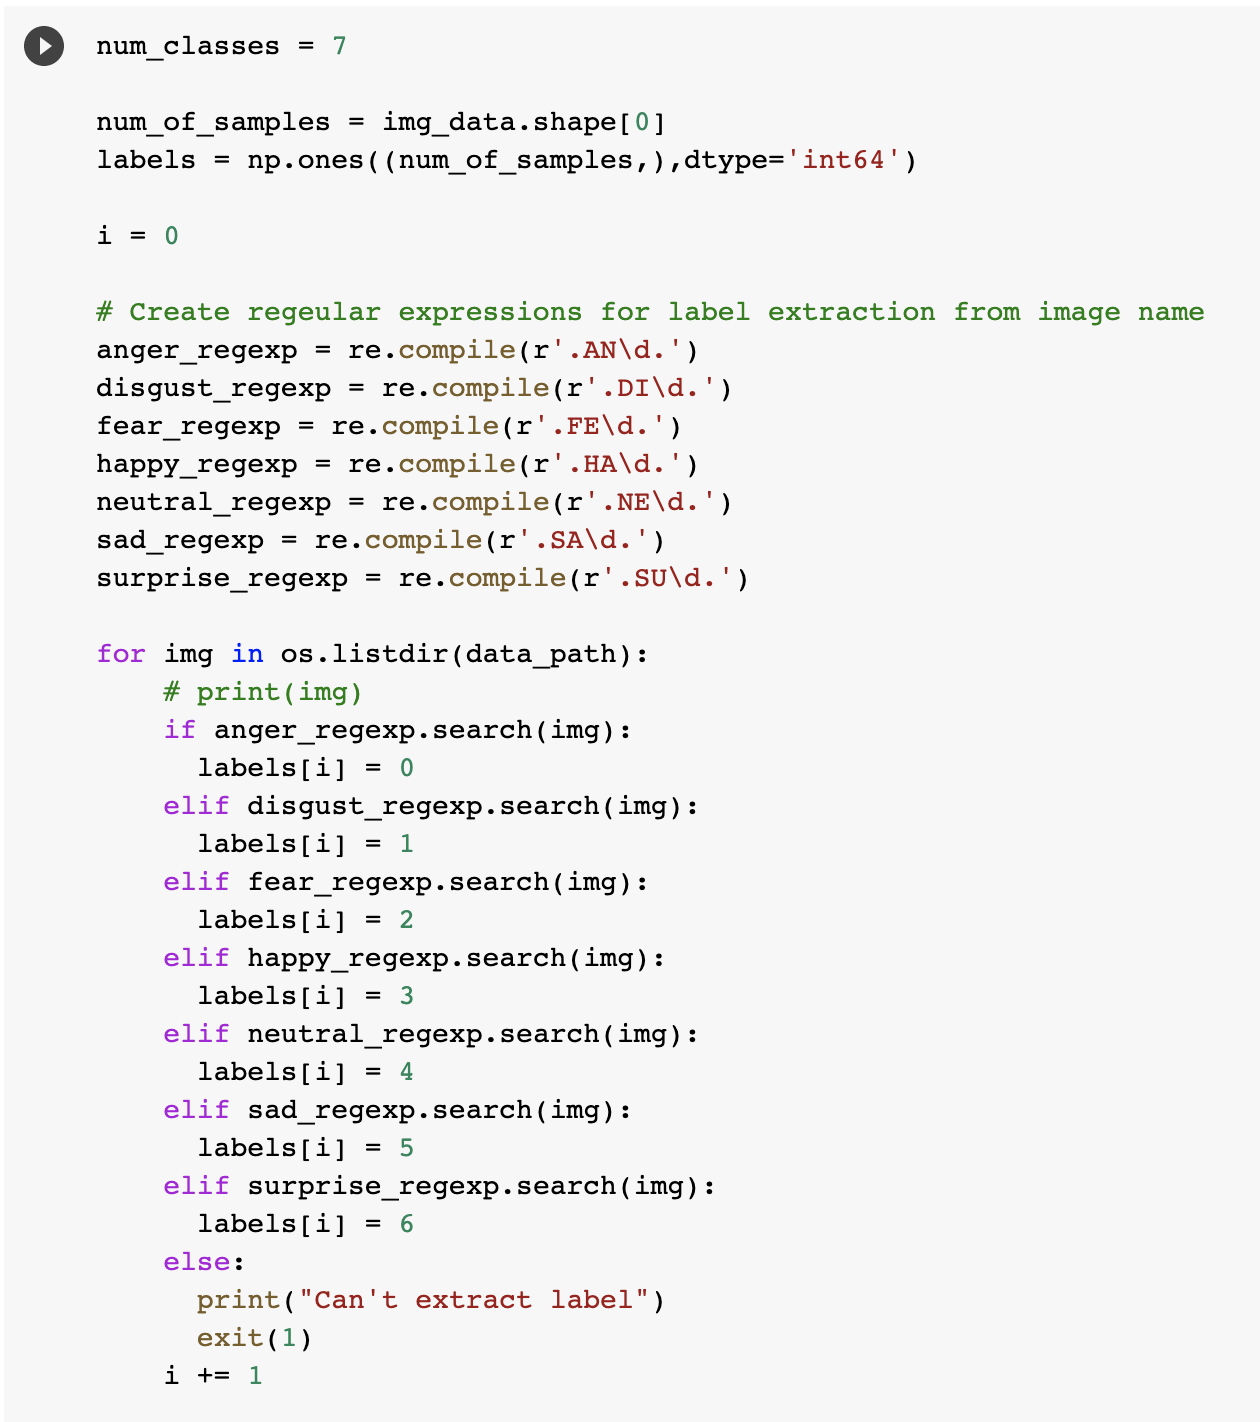 num_classes = 7
num_of_samples = img_data.shape[0]
labels = np.ones((num_of_samples,),dtype='int64')
i = 0
# Create regeular expressions for label extraction from image name
anger_regexp = re.compile(r'.AN\d.')
disgust_regexp = re.compile(r'.DI\d.')
fear_regexp = re.compile(r'.FE\d.')
happy_regexp = re.compile(r'.HA\d.')
neutral_regexp = re.compile(r'.NE\d.')
sad_regexp = re.compile(r'.SA\d.')
surprise_regexp = re.compile(r'.SU\d.')
for img in os.listdir(data_path):
    # print(img)
    if anger_regexp.search(img):
      labels[i] = 0
    elif disgust_regexp.search(img):
      labels[i] = 1
    elif fear_regexp.search(img):
      labels[i] = 2
    elif happy_regexp.search(img):
      labels[i] = 3
    elif neutral_regexp.search(img):
      labels[i] = 4
    elif sad_regexp.search(img):
      labels[i] = 5
    elif surprise_regexp.search(img):
      labels[i] = 6
    else:
      print("Can't extract label")
      exit(1)
    i += 1